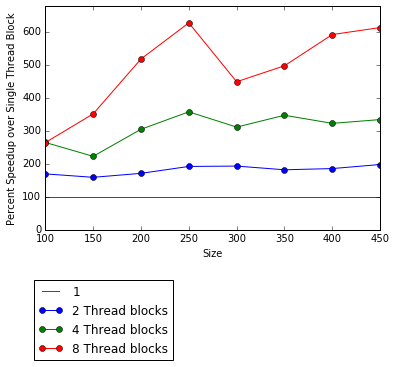 Percent Speedup over Single Thread Block
600
500
400
300
200
100
0
100 150 200 250 300 350 400 450
Size
1
2 Thread blocks
4 Thread blocks
8 Thread blocks